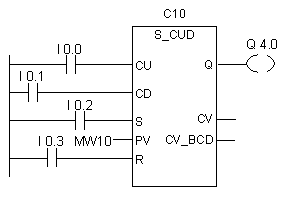 C10
I 0.0 S_CUD Q 4.0
CU Q
I 0.1
CD
I 0.2
S CV
I 0.3 MW10 PV CV_BCD
R